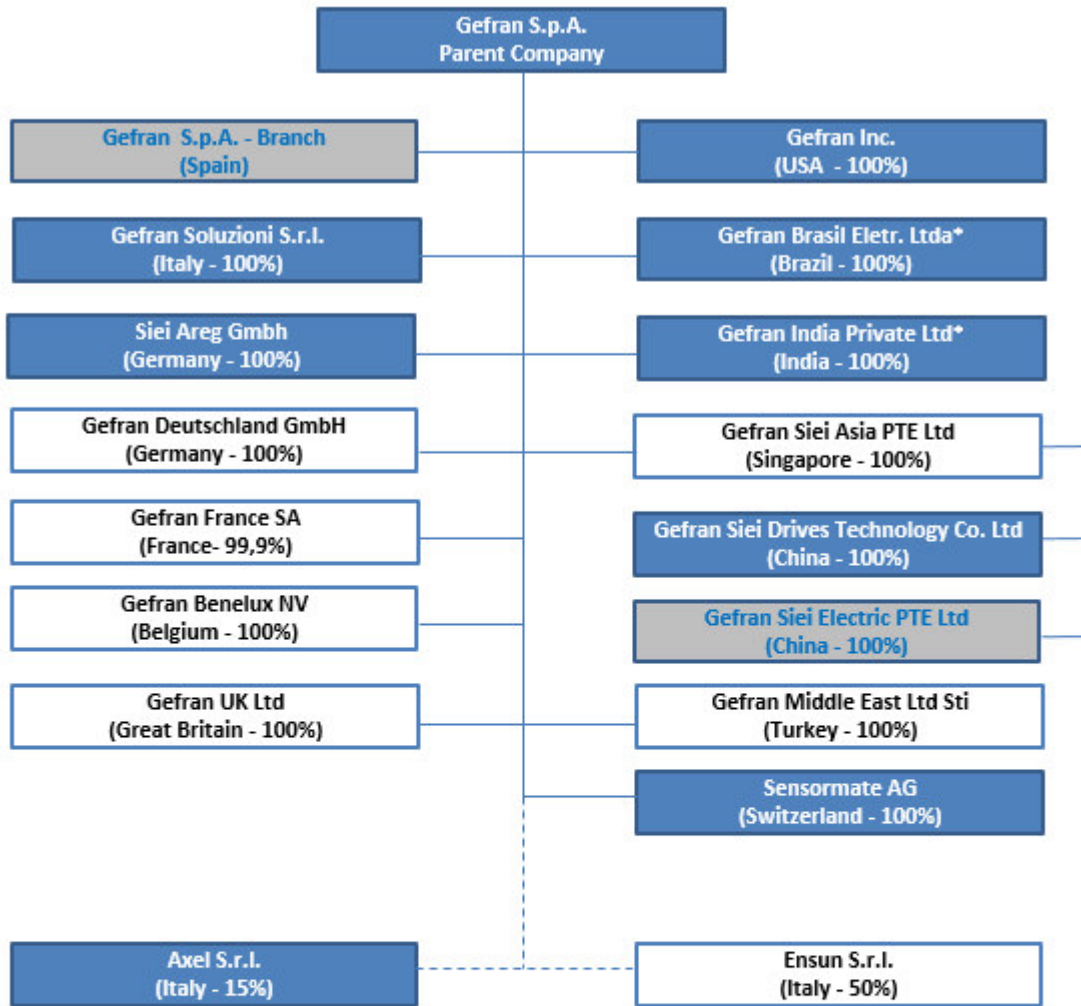 Gefran S.p.A.
Parent Company
Gefran  S.p.A. - Branch
(Spain)
Gefran Inc.
(USA  - 100%)
Gefran Soluzioni S.r.l.
(Italy - 100%)
Gefran Brasil Eletr. Ltda*
(Brazil - 100%)
Siei Areg Gmbh
(Germany - 100%)
Gefran India Private Ltd*
(India - 100%)
Gefran Deutschland GmbH
(Germany - 100%)
Gefran Siei Asia PTE Ltd
(Singapore - 100%)
Gefran France SA
(France- 99,9%)
Gefran Siei Drives Technology Co. Ltd
(China - 100%)
Gefran Benelux NV
(Belgium - 100%)
Gefran Siei Electric PTE Ltd
(China - 100%)
Gefran UK Ltd
(Great Britain - 100%)
Gefran Middle East Ltd Sti
(Turkey - 100%)
Sensormate AG
(Switzerland - 100%)
Axel S.r.l.
(Italy - 15%)
Ensun S.r.l.
(Italy - 50%)